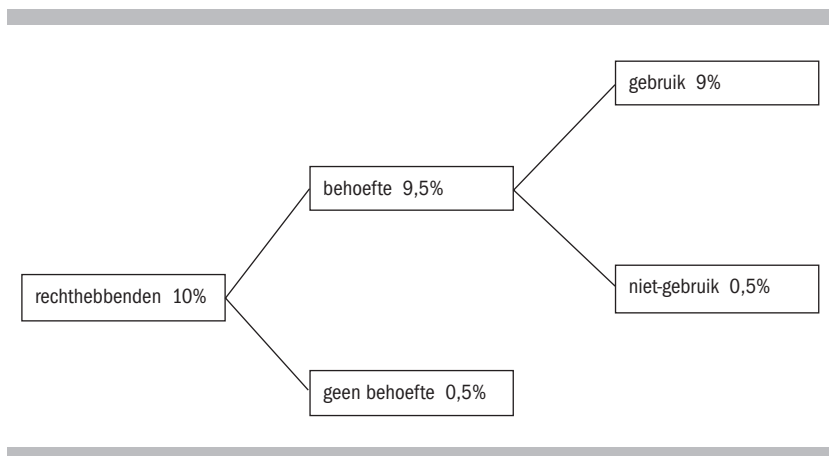 gebruik 9%
behoefte 9,5%
niet-gebruik 0,5%
rechthebbenden 10%
geen behoefte 0,5%